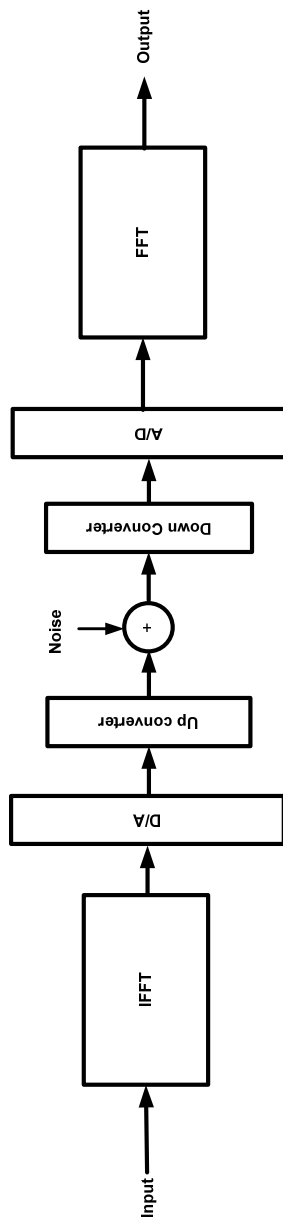 Input
IFFT
D/A
Up converter
Noise
+
Down Converter
A/D
FFT
Output